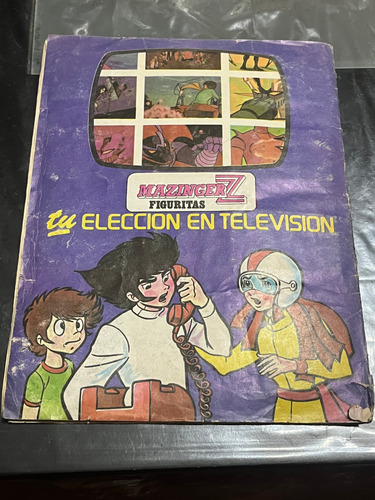 MAZINGER Z
FIGURITAS
tu ELECCION EN TELEVISION